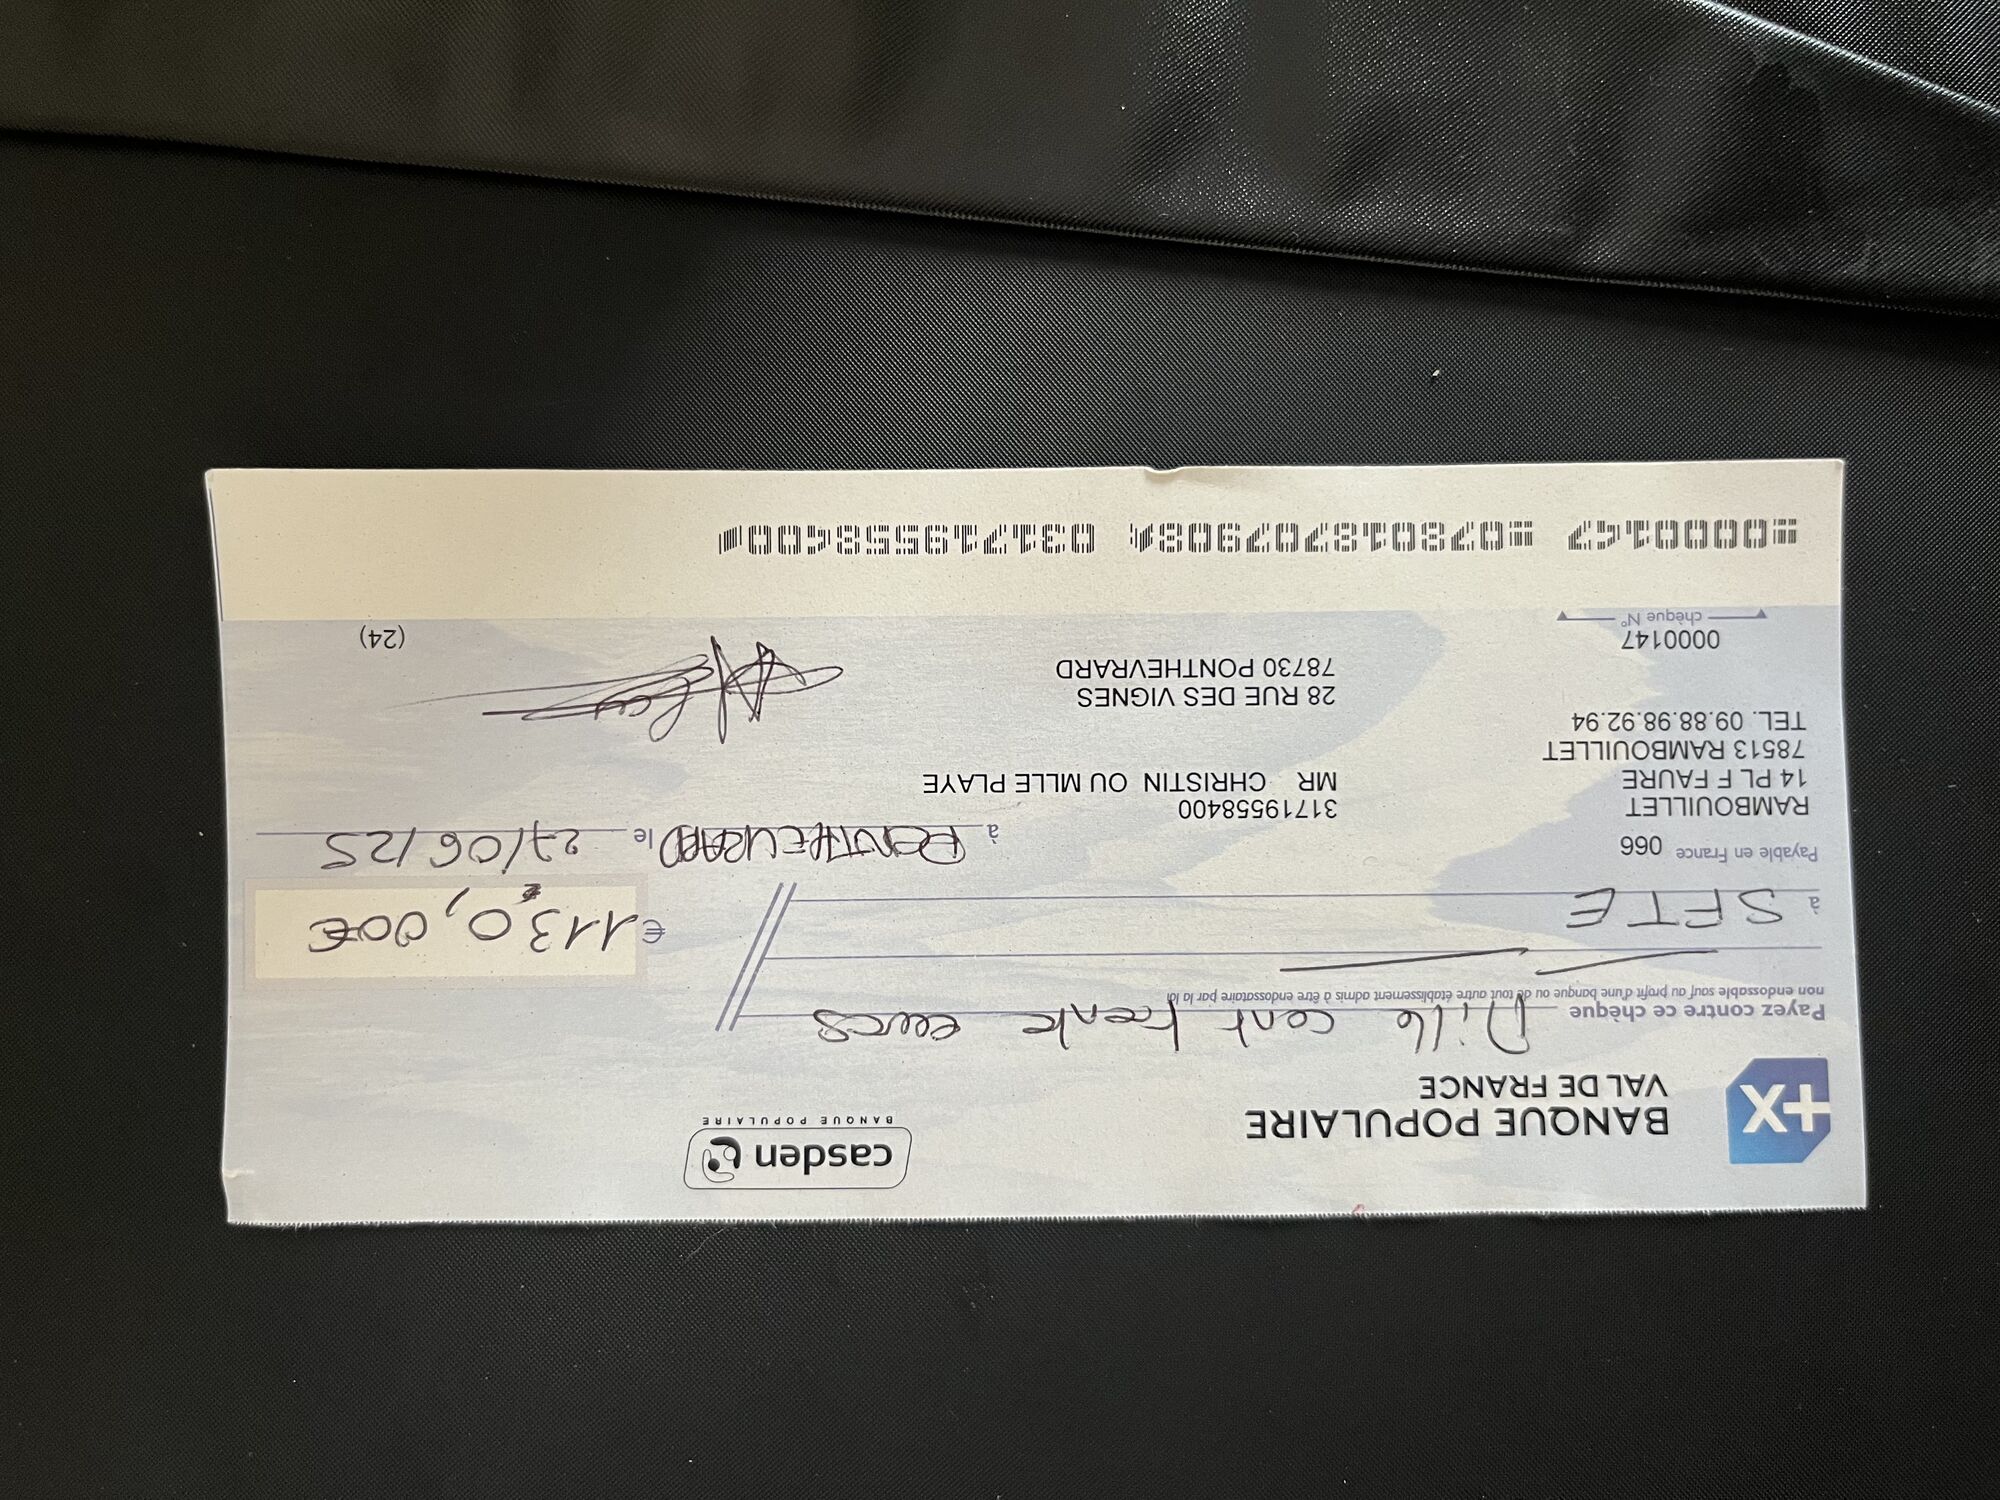 BANQUE POPULAIRE
VAL DE FRANCE
casden
BANQUE POPULAIRE
Payez contre ce chèque Mille cent trente euros
non endossable sauf au profit d'une banque ou de tout autre établissement admis à être endossataire par la loi
à SFTE
€ 1130,00€
Payable en France 066
à PONTHEVRARD le 27/06/25
RAMBOUILLET
14 PL F FAURE
78513 RAMBOUILLET
TEL. 09.88.98.92.94
31719558400
MR CHRISTIN OU MLLE PLAYE
28 RUE DES VIGNES
78730 PONTHEVRARD
0000147
chèque N°
(24)
0000147 078018707908 031719558400